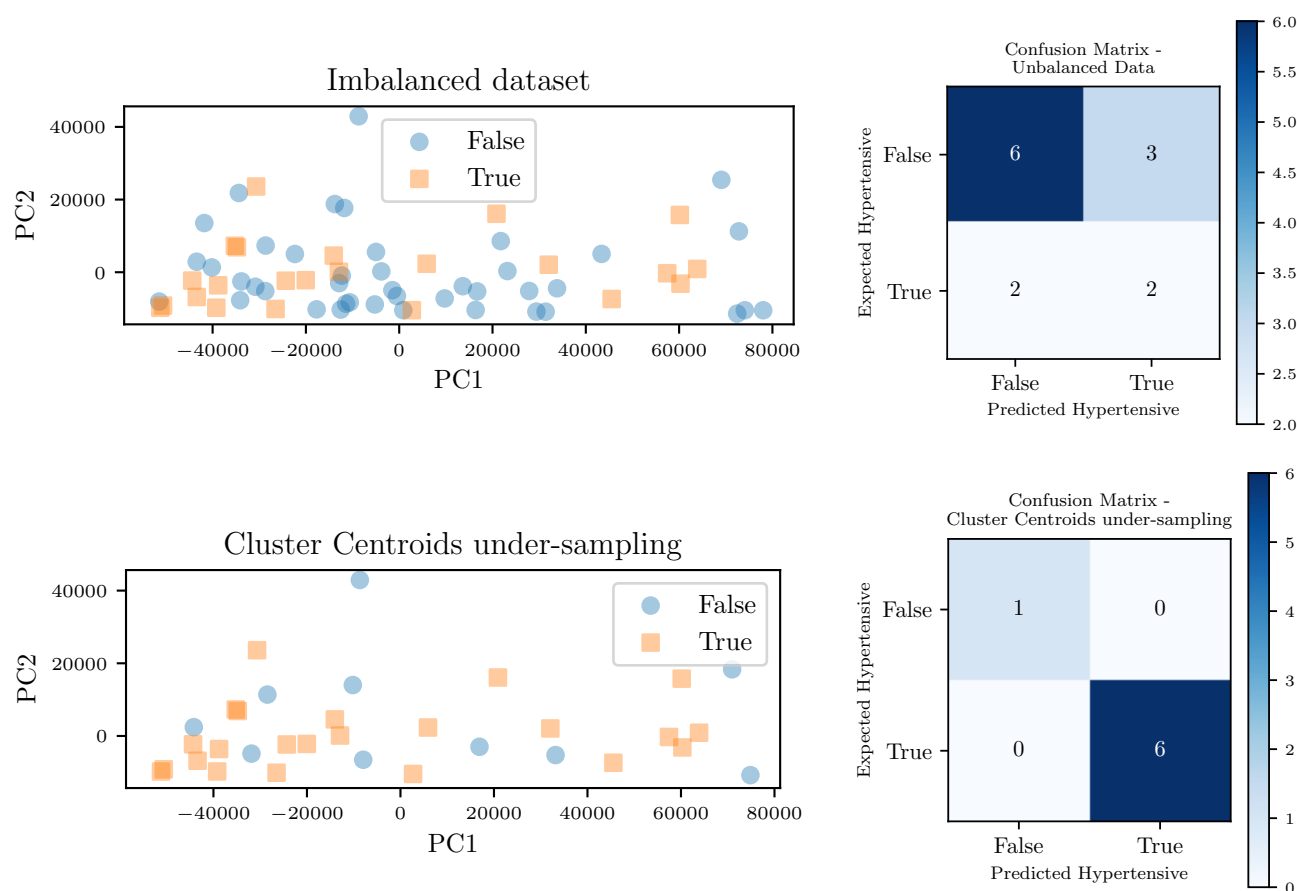 Imbalanced dataset
PC2
40000
20000
0
False
True
−40000
−20000
0
20000
40000
60000
80000
PC1
Confusion Matrix -
Unbalanced Data
Expected Hypertensive
False
True
6
3
2
2
False
True
Predicted Hypertensive
6.0
5.5
5.0
4.5
4.0
3.5
3.0
2.5
2.0
Cluster Centroids under-sampling
PC2
40000
20000
0
False
True
−40000
−20000
0
20000
40000
60000
80000
PC1
Confusion Matrix -
Cluster Centroids under-sampling
Expected Hypertensive
False
True
1
0
0
6
False
True
Predicted Hypertensive
6
5
4
3
2
1
0